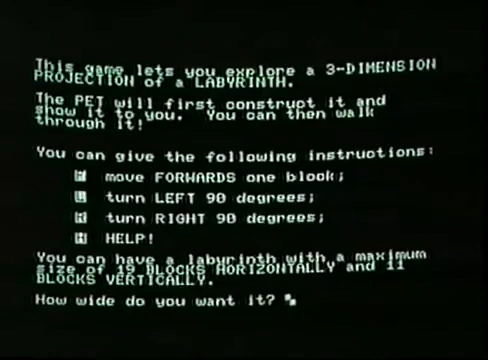 This game lets you explore a 3-DIMENSION
PROJECTION of a LABYRINTH.
The PET will first construct it and
show it to you. You can then walk
through it!
You can give the following instructions:
move FORWARDS one block;
turn LEFT 90 degrees;
turn RIGHT 90 degrees;
HELP!
You can have a labyrinth with a maximum
size of 19 BLOCKS HORIZONTALLY and 11
BLOCKS VERTICALLY.
How wide do you want it?